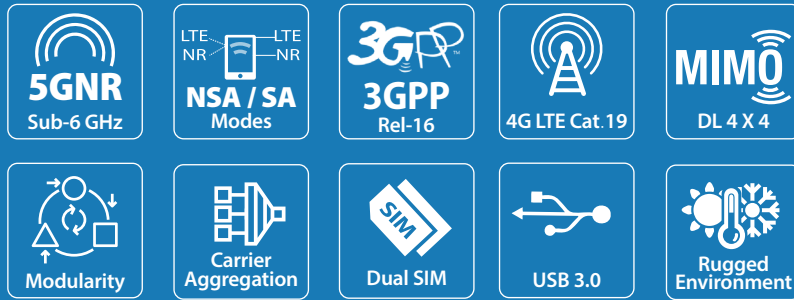 5GNR
Sub-6 GHz
LTE LTE
NR NR
NSA / SA
Modes
3GPP
™
3GPP
Rel-16
4G LTE Cat.19
MIMO
DL 4 X 4
Modularity
Carrier
Aggregation
SIM
Dual SIM
USB 3.0
Rugged
Environment